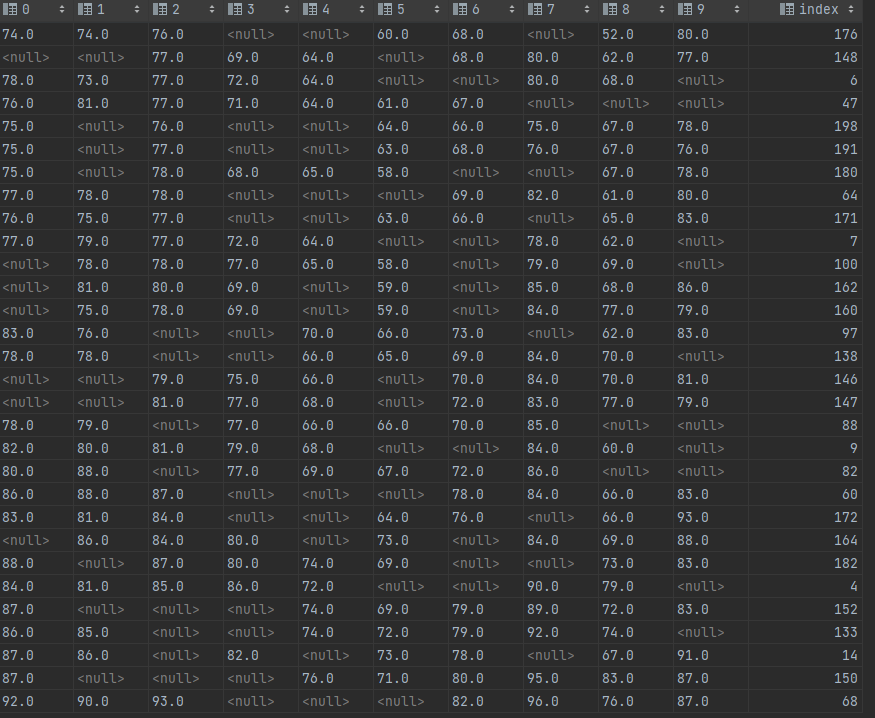 0 1 2 3 4 5 6 7 8 9 index
74.0 74.0 76.0 <null> <null> 60.0 68.0 <null> 52.0 80.0 176
<null> <null> 77.0 69.0 64.0 <null> 68.0 80.0 62.0 77.0 148
78.0 73.0 77.0 72.0 64.0 <null> <null> 80.0 68.0 <null> 6
76.0 81.0 77.0 71.0 64.0 61.0 67.0 <null> <null> <null> 47
75.0 <null> 76.0 <null> <null> 64.0 66.0 75.0 67.0 78.0 198
75.0 <null> 77.0 <null> <null> 63.0 68.0 76.0 67.0 76.0 191
75.0 <null> 78.0 68.0 65.0 58.0 <null> <null> 67.0 78.0 180
77.0 78.0 78.0 <null> <null> <null> 69.0 82.0 61.0 80.0 64
76.0 75.0 77.0 <null> <null> 63.0 66.0 <null> 65.0 83.0 171
77.0 79.0 77.0 72.0 64.0 <null> <null> 78.0 62.0 <null> 7
<null> 78.0 78.0 77.0 65.0 58.0 <null> 79.0 69.0 <null> 100
<null> 81.0 80.0 69.0 <null> 59.0 <null> 85.0 68.0 86.0 162
<null> 75.0 78.0 69.0 <null> 59.0 <null> 84.0 77.0 79.0 160
83.0 76.0 <null> <null> 70.0 66.0 73.0 <null> 62.0 83.0 97
78.0 78.0 <null> <null> 66.0 65.0 69.0 84.0 70.0 <null> 138
<null> <null> 79.0 75.0 66.0 <null> 70.0 84.0 70.0 81.0 146
<null> <null> 81.0 77.0 68.0 <null> 72.0 83.0 77.0 79.0 147
78.0 79.0 <null> 77.0 66.0 66.0 70.0 85.0 <null> <null> 88
82.0 80.0 81.0 79.0 68.0 <null> <null> 84.0 60.0 <null> 9
80.0 88.0 <null> 77.0 69.0 67.0 72.0 86.0 <null> <null> 82
86.0 88.0 87.0 <null> <null> <null> 78.0 84.0 66.0 83.0 60
83.0 81.0 84.0 <null> <null> 64.0 76.0 <null> 66.0 93.0 172
<null> 86.0 84.0 80.0 <null> 73.0 <null> 84.0 69.0 88.0 164
88.0 <null> 87.0 80.0 74.0 69.0 <null> <null> 73.0 83.0 182
84.0 81.0 85.0 86.0 72.0 <null> <null> 90.0 79.0 <null> 4
87.0 <null> <null> <null> 74.0 69.0 79.0 89.0 72.0 83.0 152
86.0 85.0 <null> <null> 74.0 72.0 79.0 92.0 74.0 <null> 133
87.0 86.0 <null> 82.0 <null> 73.0 78.0 <null> 67.0 91.0 14
87.0 <null> <null> <null> 76.0 71.0 80.0 95.0 83.0 87.0 150
92.0 90.0 93.0 <null> <null> <null> 82.0 96.0 76.0 87.0 68